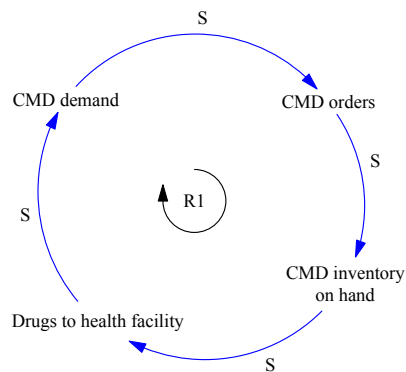 S
CMD demand
CMD orders
S
R1
S
CMD inventory
on hand
Drugs to health facility
S